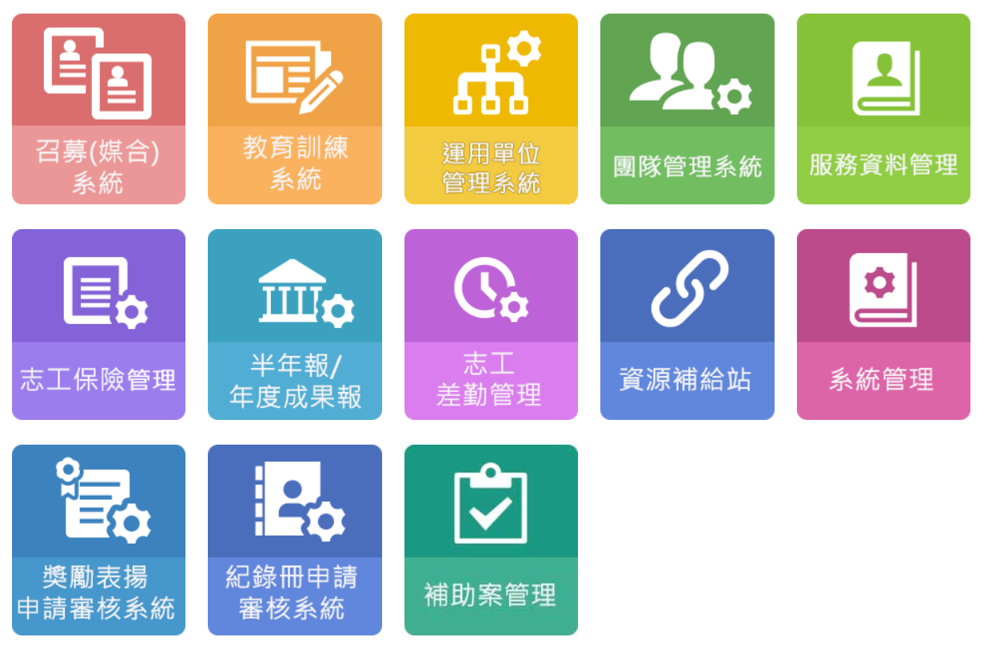 召募(媒合)
系統
教育訓練
系統
運用單位
管理系統
團隊管理系統
服務資料管理
志工保險管理
半年報/
年度成果報
志工
差勤管理
資源補給站
系統管理
獎勵表揚
申請審核系統
紀錄冊申請
審核系統
補助案管理